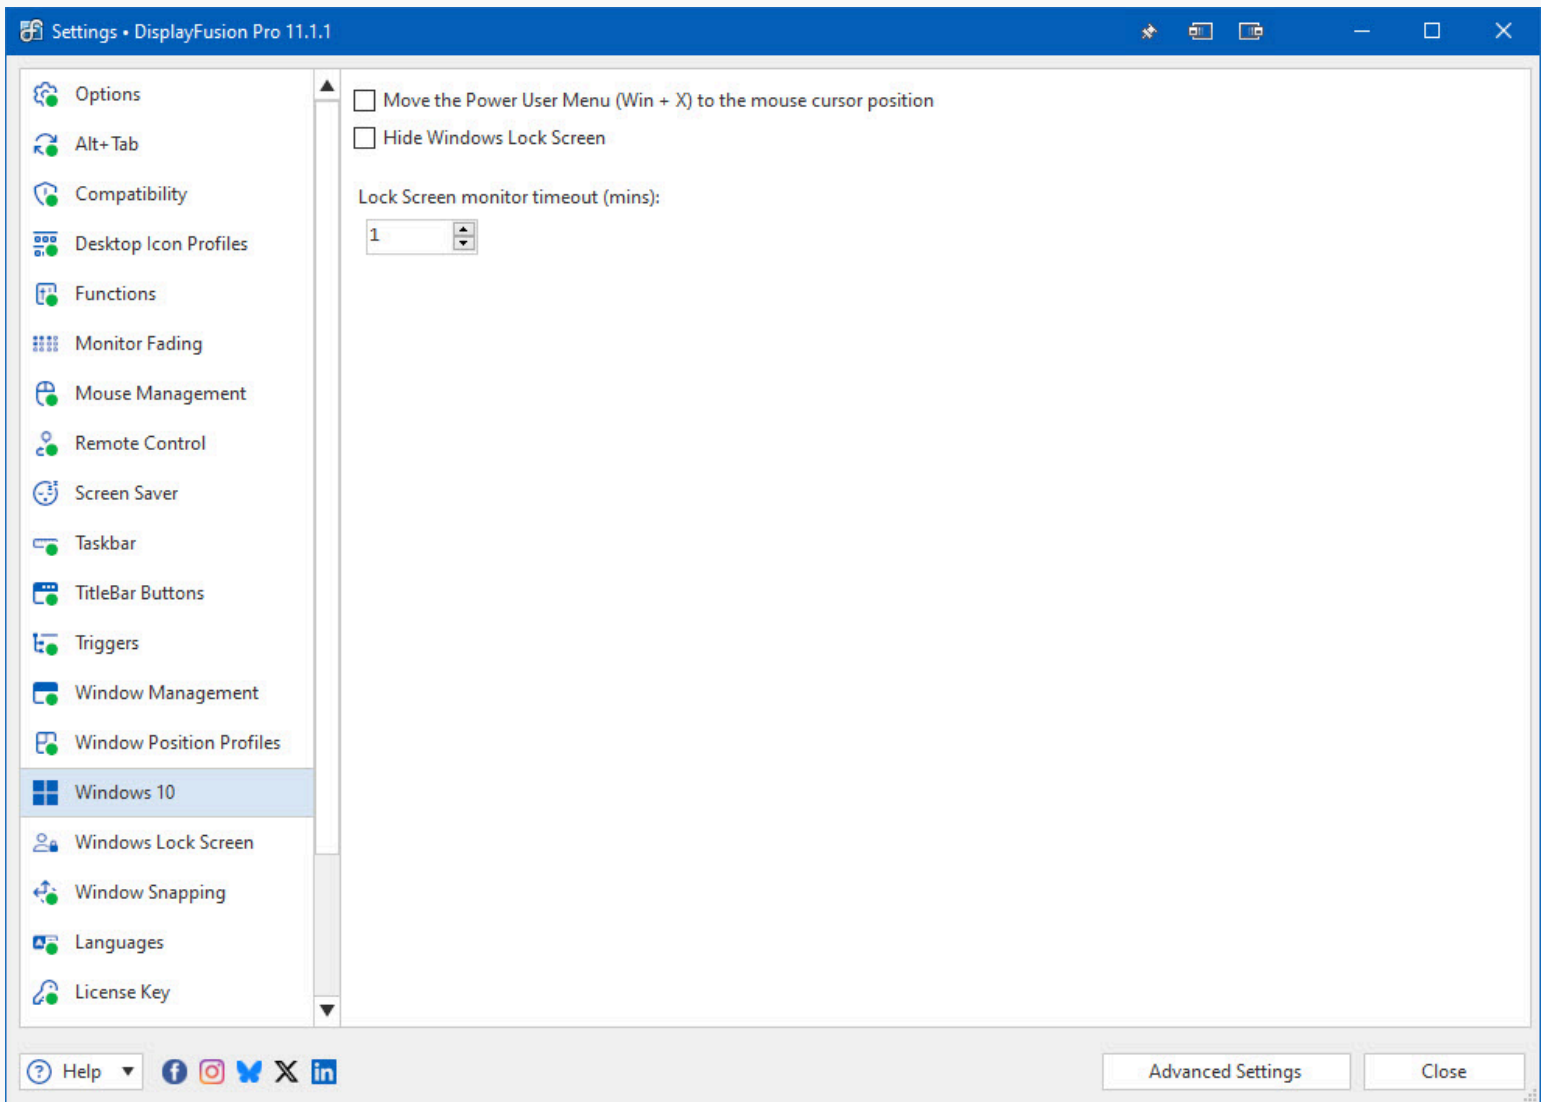 Settings • DisplayFusion Pro 11.1.1
Options
Alt+Tab
Compatibility
Desktop Icon Profiles
Functions
Monitor Fading
Mouse Management
Remote Control
Screen Saver
Taskbar
TitleBar Buttons
Triggers
Window Management
Window Position Profiles
Windows 10
Windows Lock Screen
Window Snapping
Languages
License Key
Move the Power User Menu (Win + X) to the mouse cursor position
Hide Windows Lock Screen
Lock Screen monitor timeout (mins):
1
Help
Advanced Settings
Close